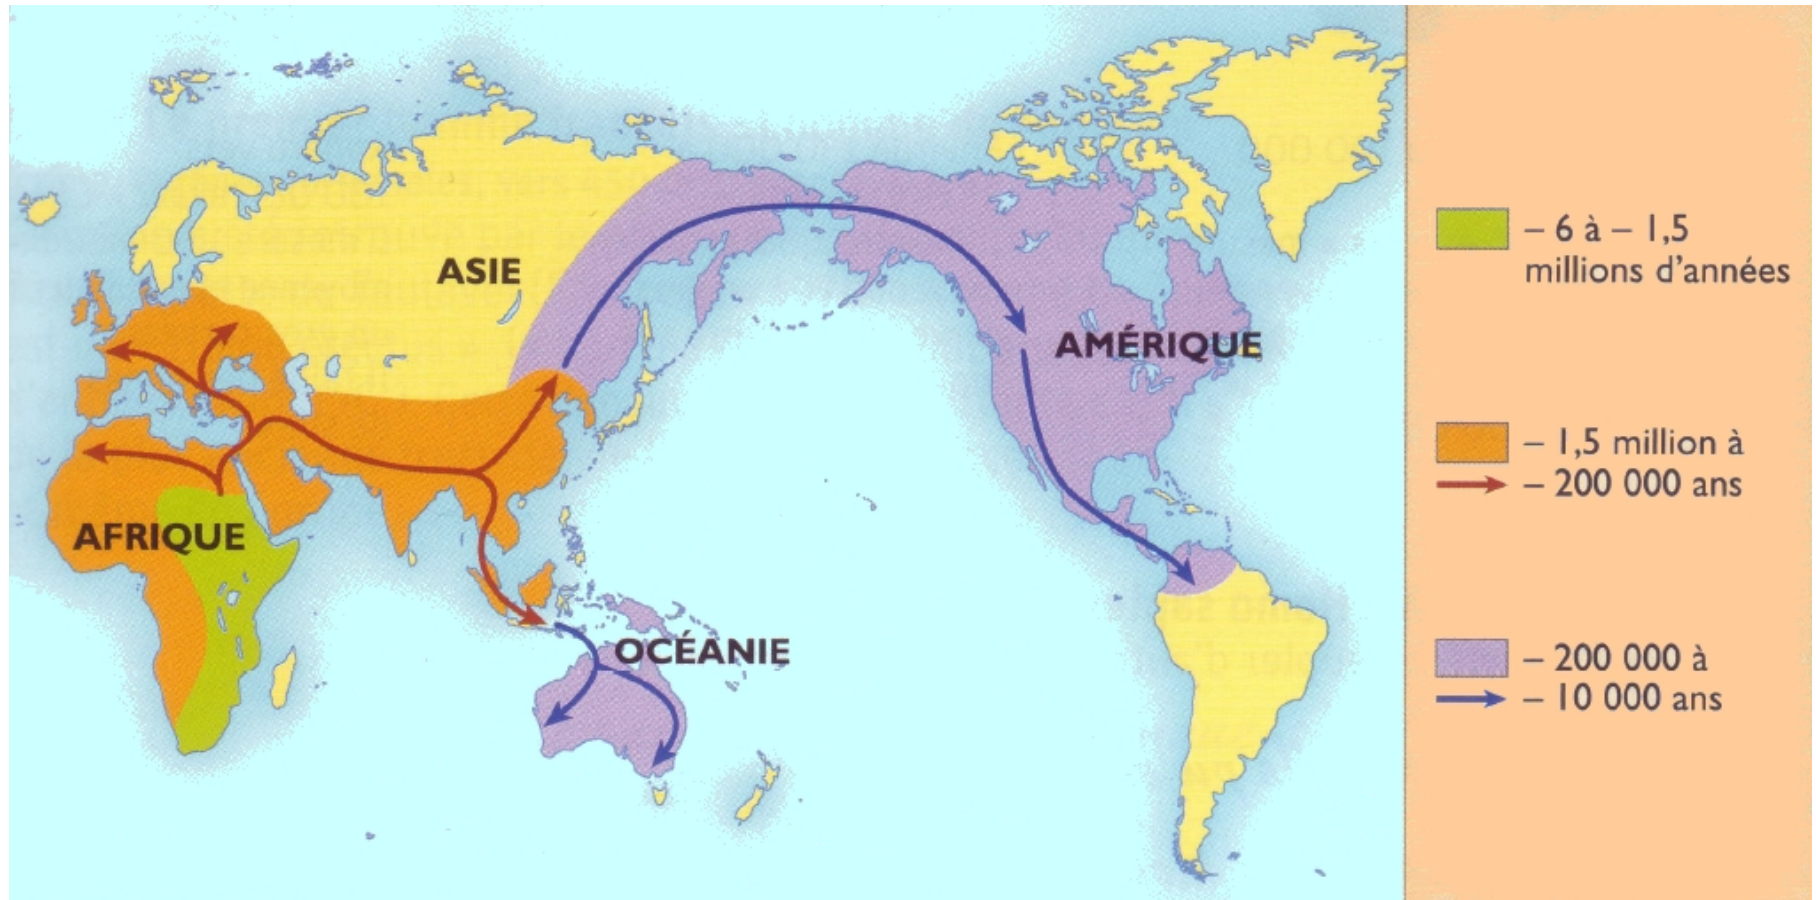 ASIE
AMÉRIQUE
AFRIQUE
OCÉANIE
– 6 à – 1,5
millions d'années
– 1,5 million à
– 200 000 ans
– 200 000 à
– 10 000 ans